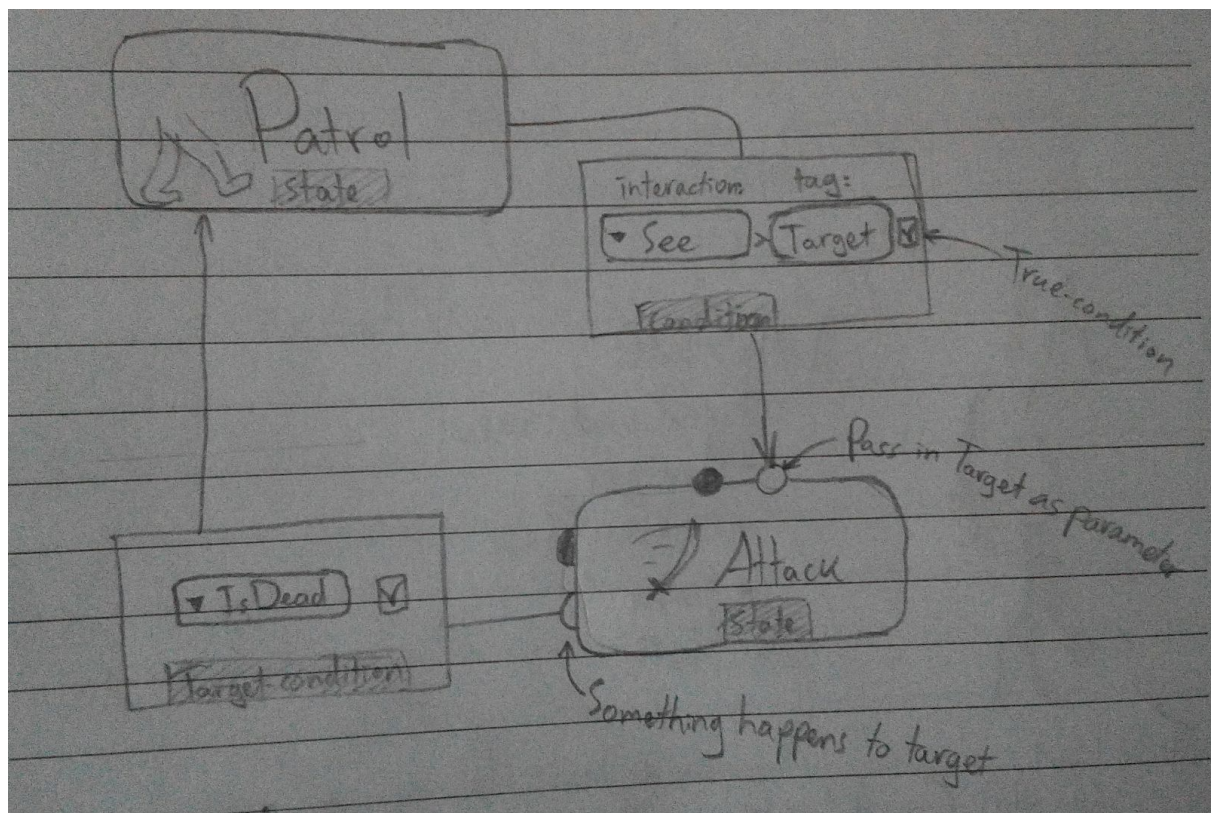 Patrol
state
interaction: tag:
See > Target
Condition
True-condition
Pass in Target as parameter
Attack
State
IsDead
Target condition
Something happens to target